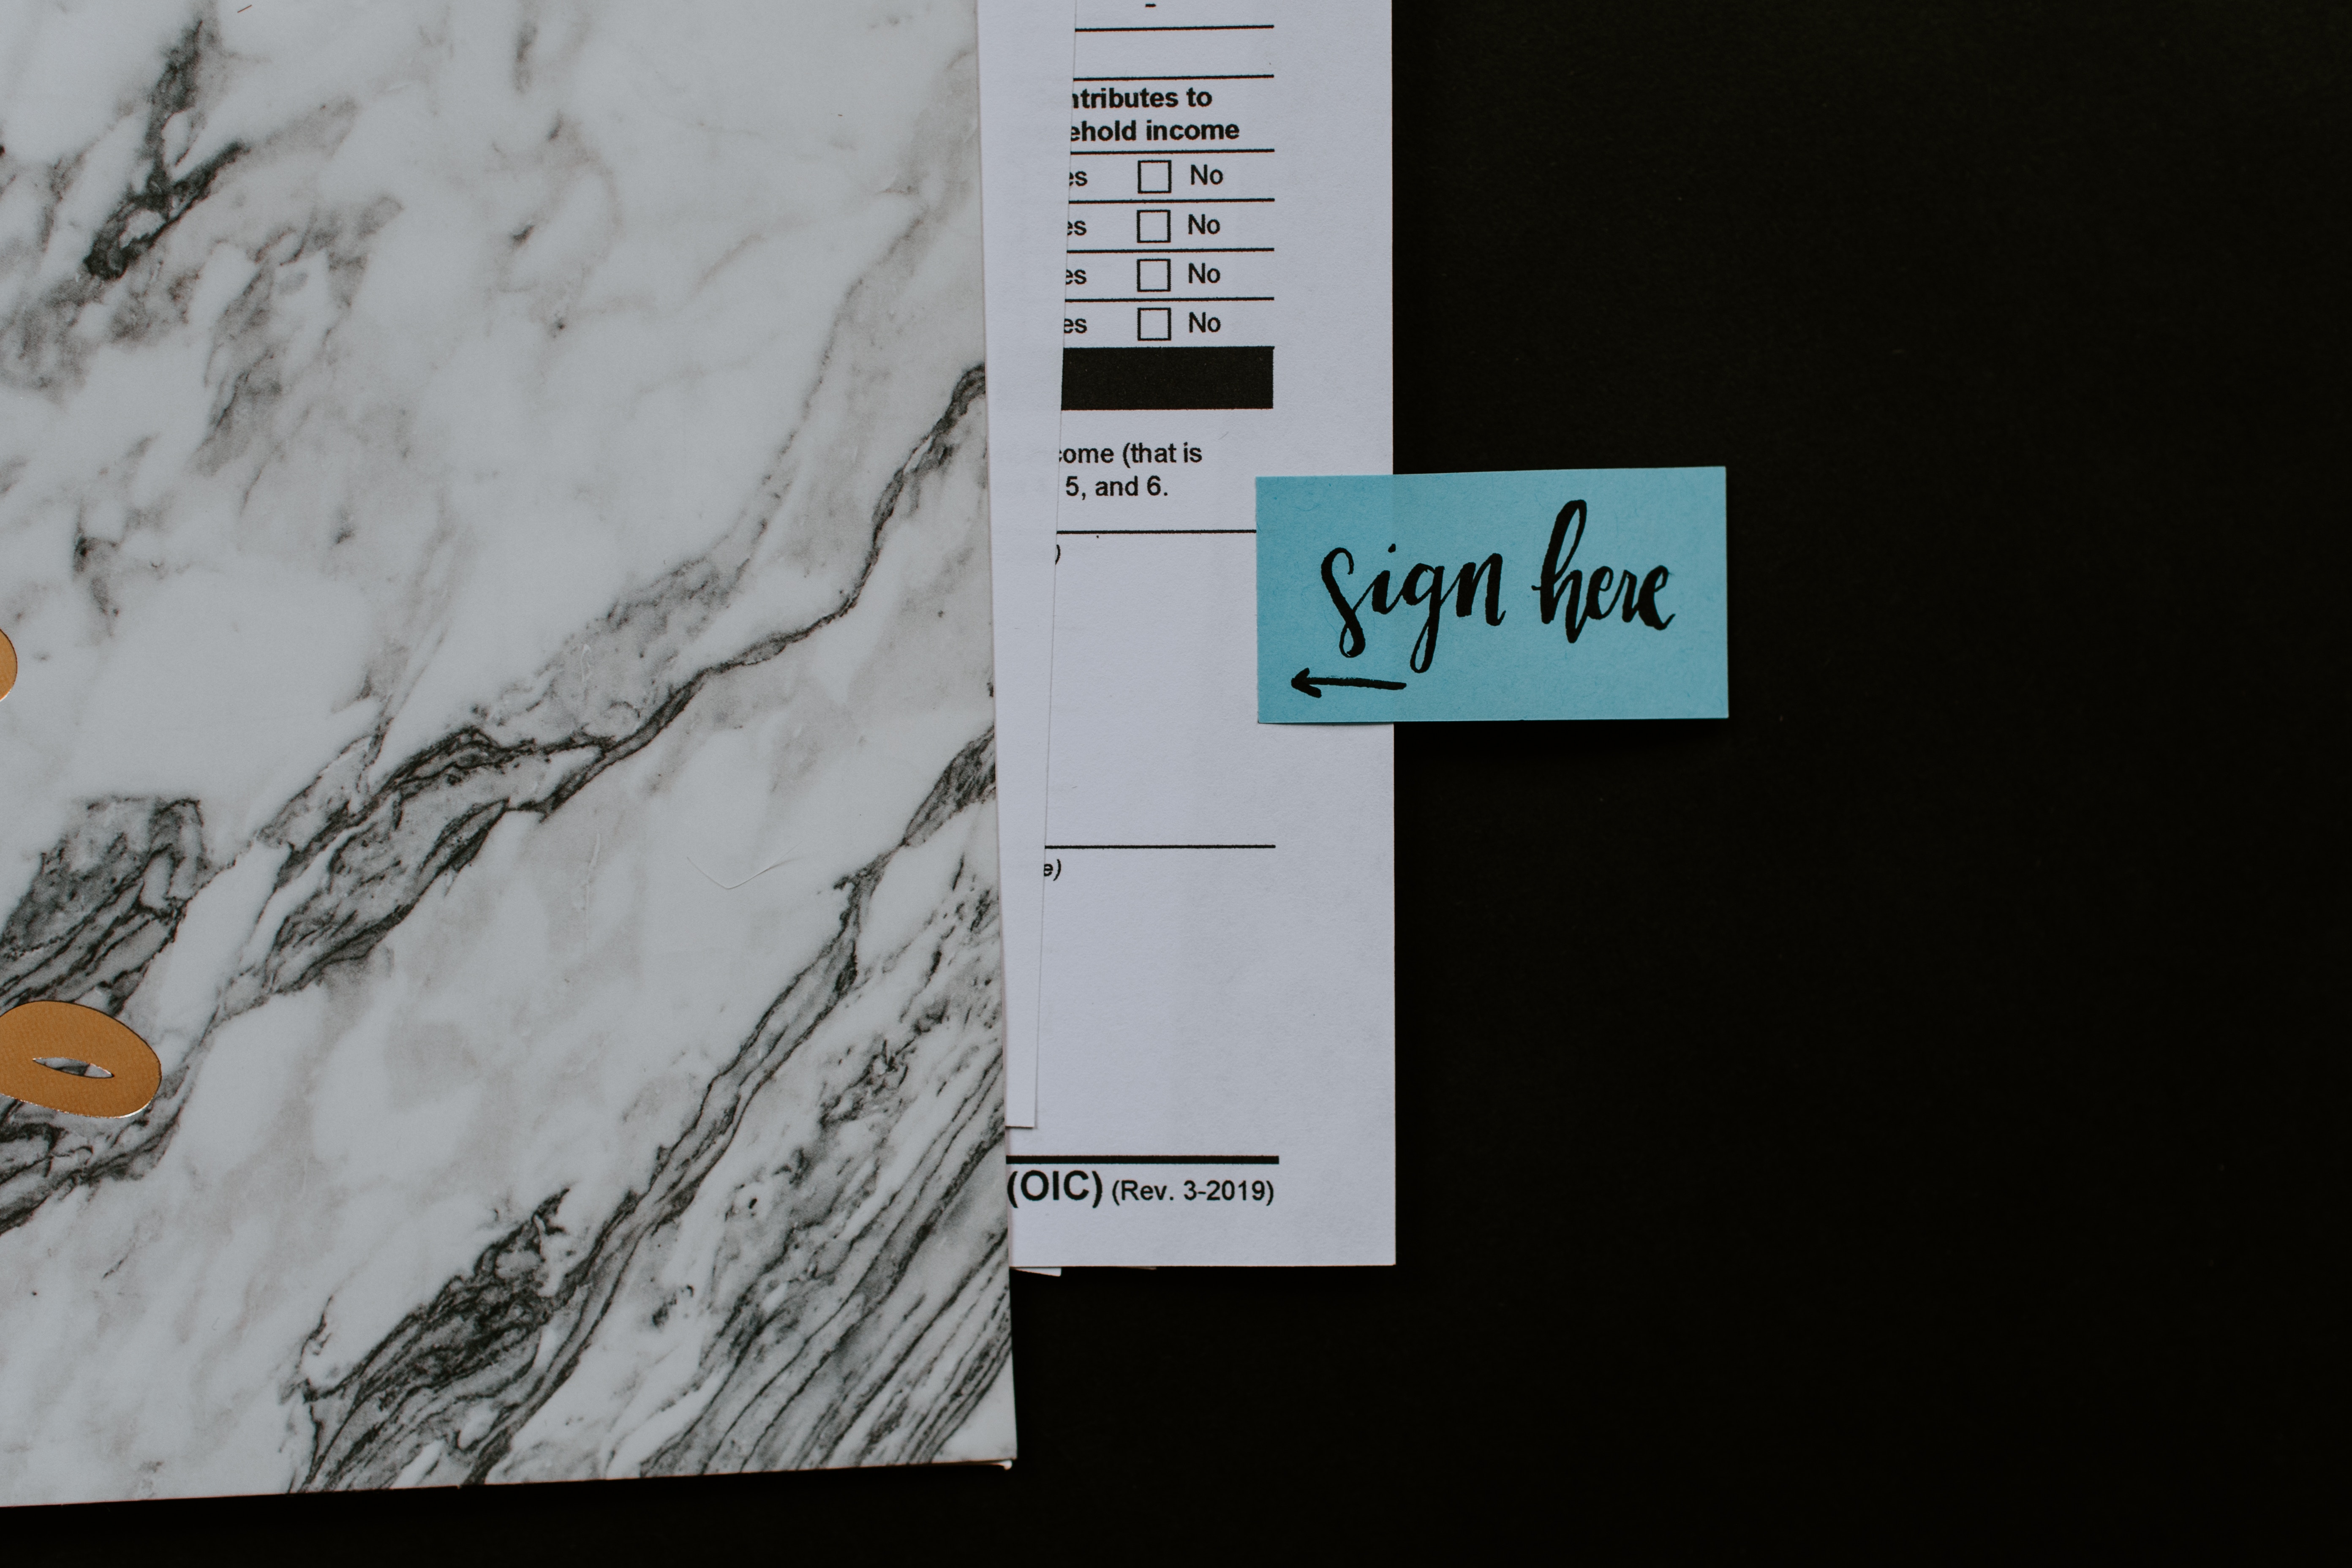 ntributes to
ehold income
es No
es No
es No
es No
come (that is
5, and 6.
)
sign here
e)
(OIC) (Rev. 3-2019)